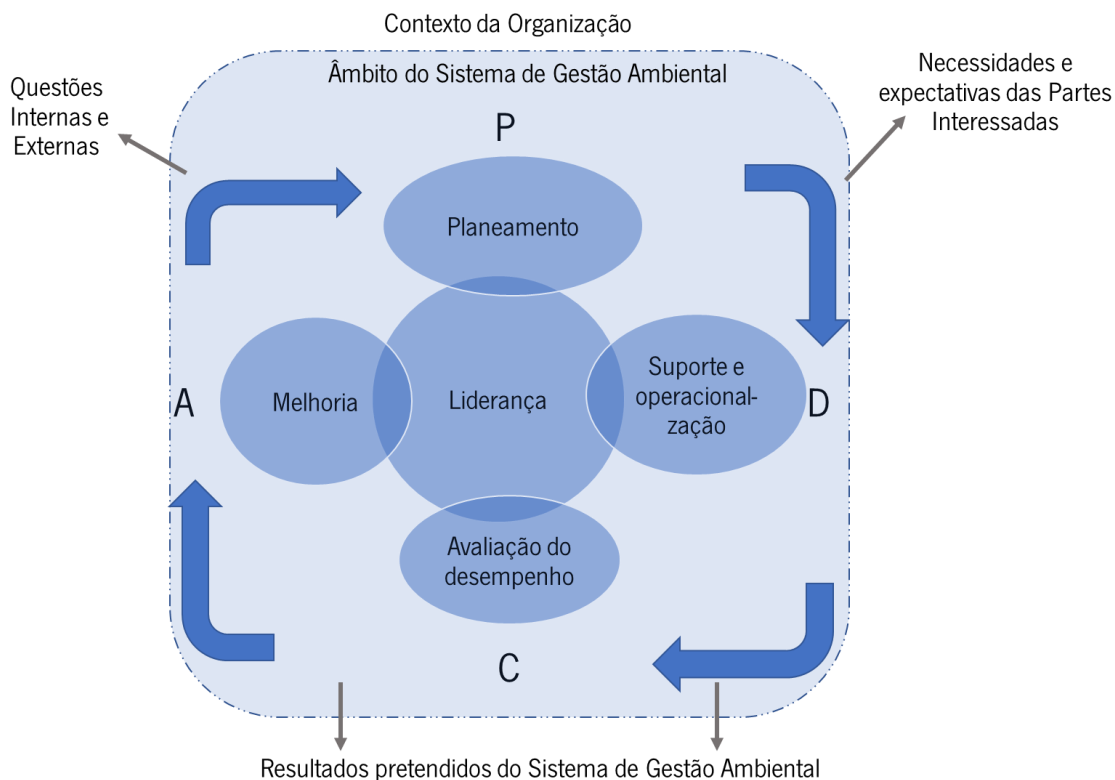 Contexto da Organização
Âmbito do Sistema de Gestão Ambiental
Questões
Internas e
Externas
Necessidades e
expectativas das Partes
Interessadas
P
Planeamento
A
Melhoria
Liderança
Suporte e
operacional-
zação
D
Avaliação do
desempenho
C
Resultados pretendidos do Sistema de Gestão Ambiental